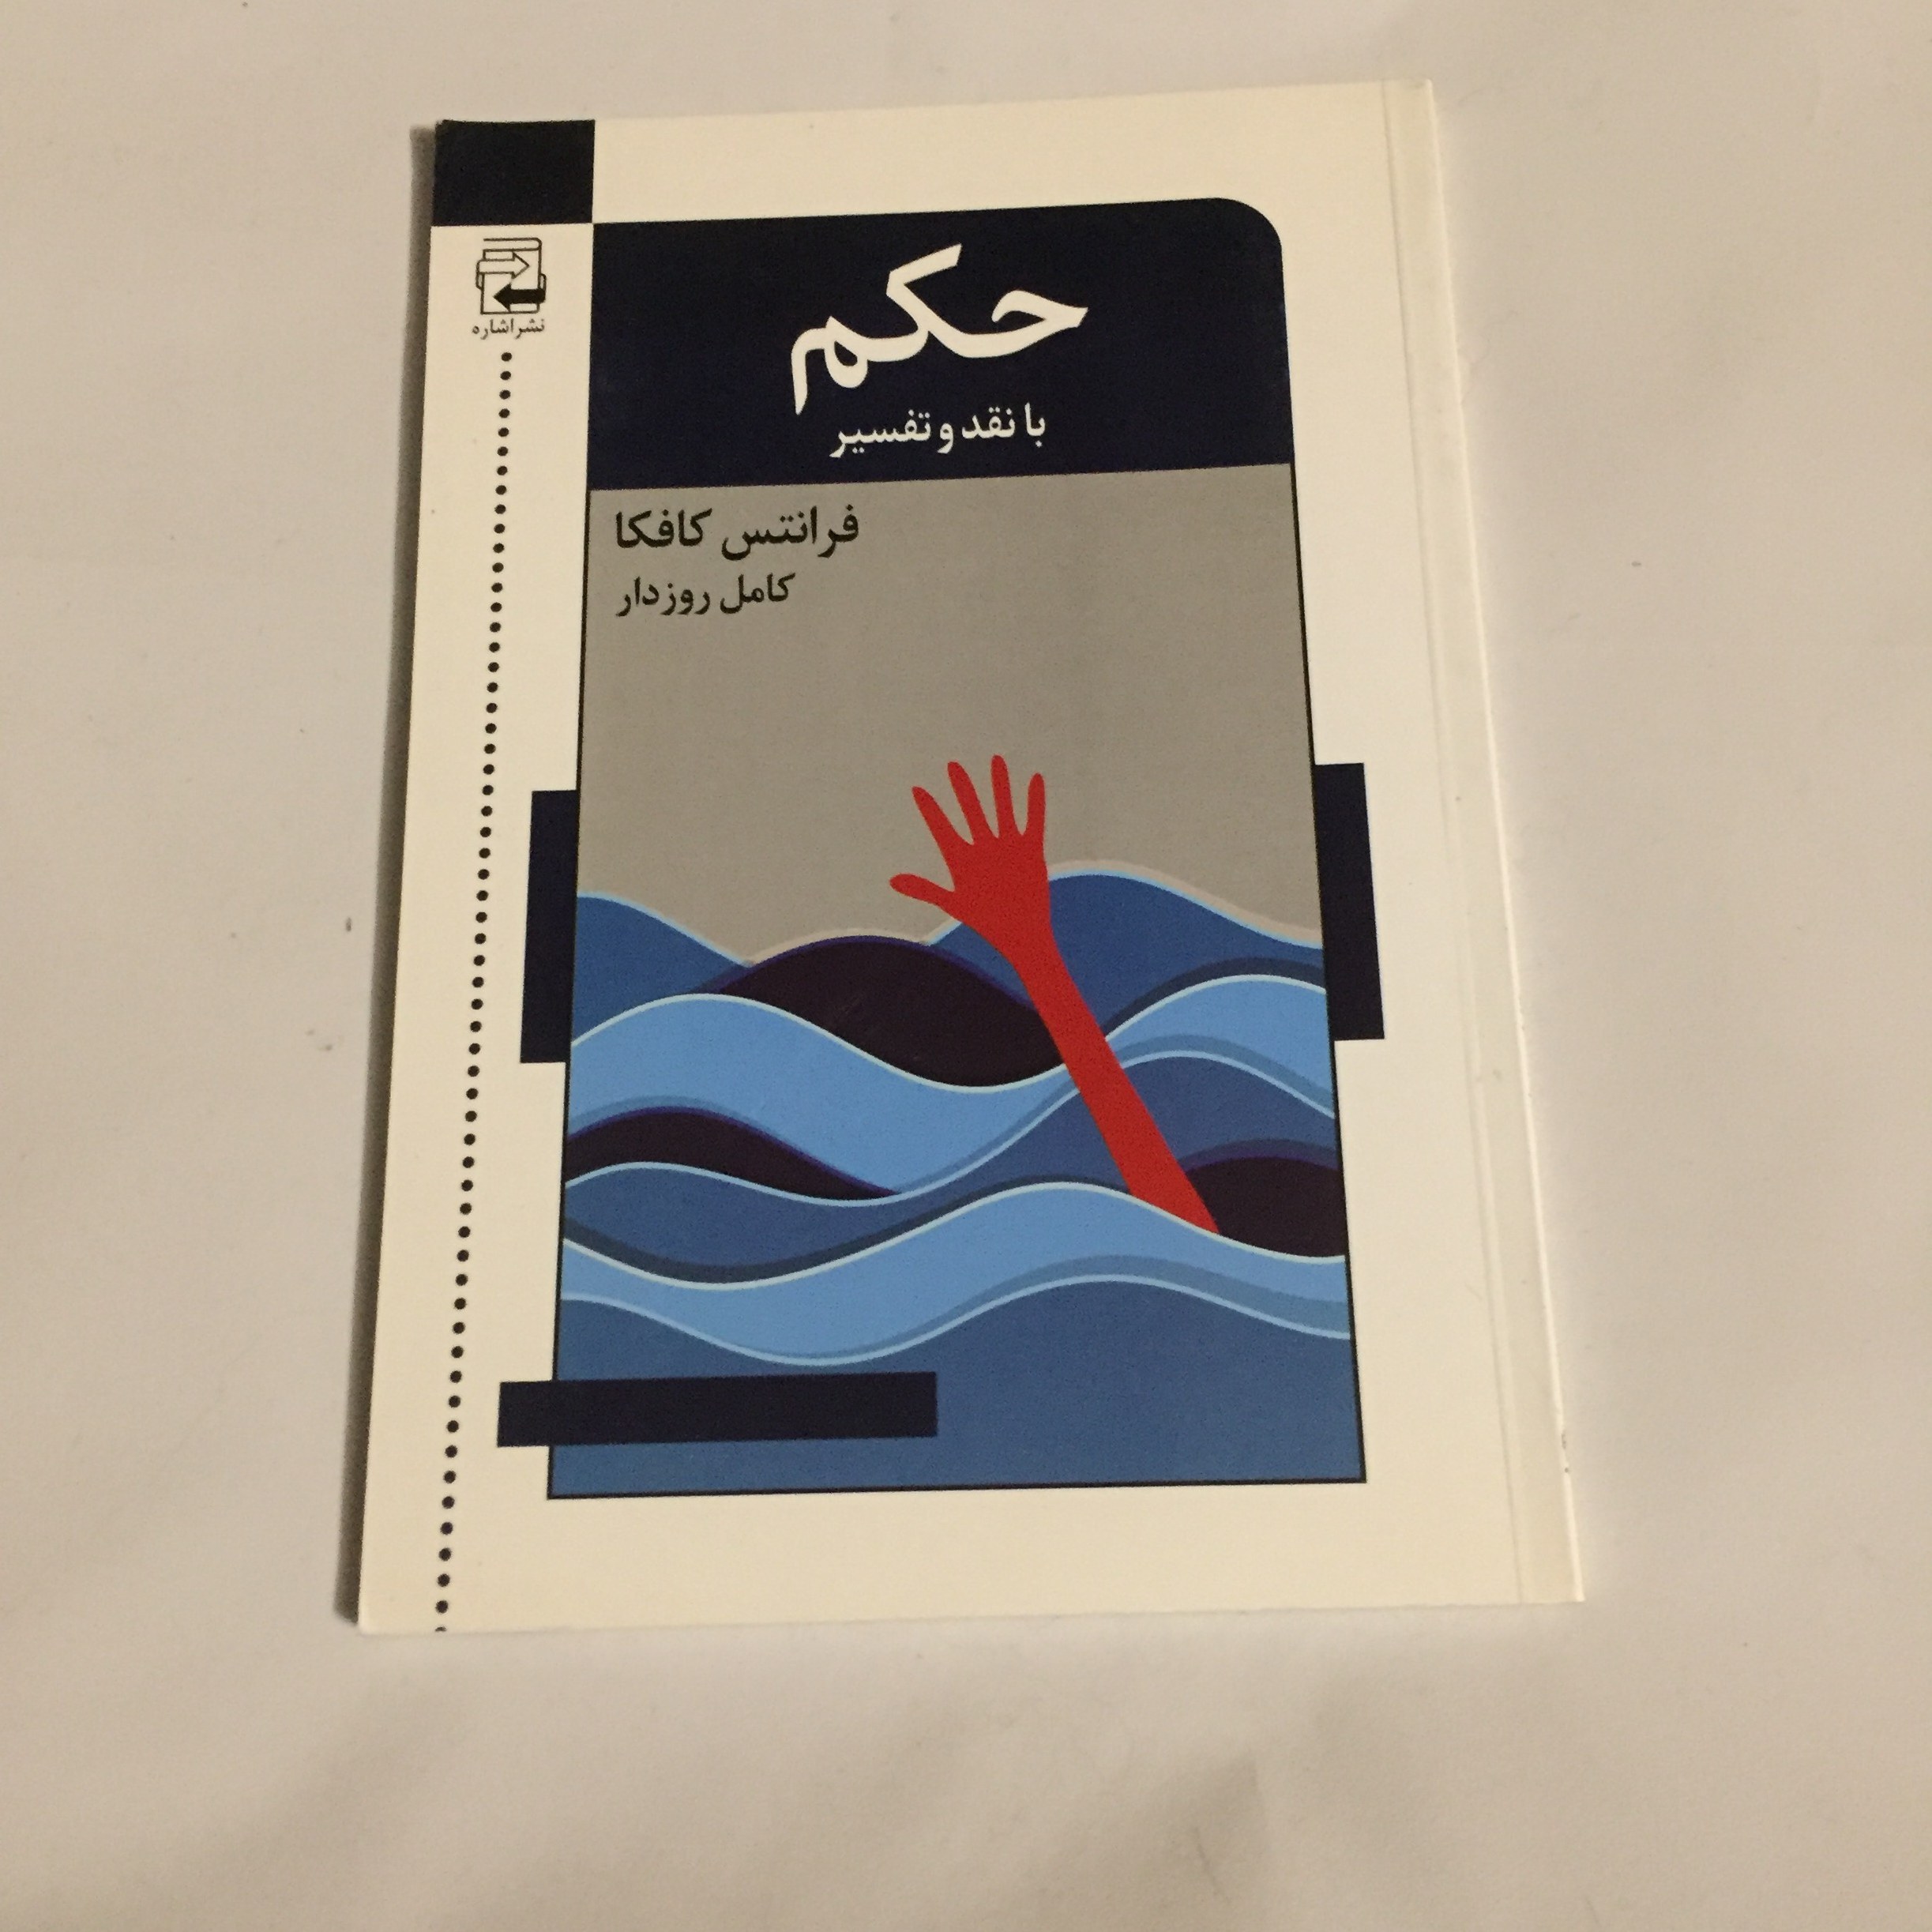 حکم
با نقد و تفسیر
فرانتس کافکا
کامل روزدار
نشر اشاره